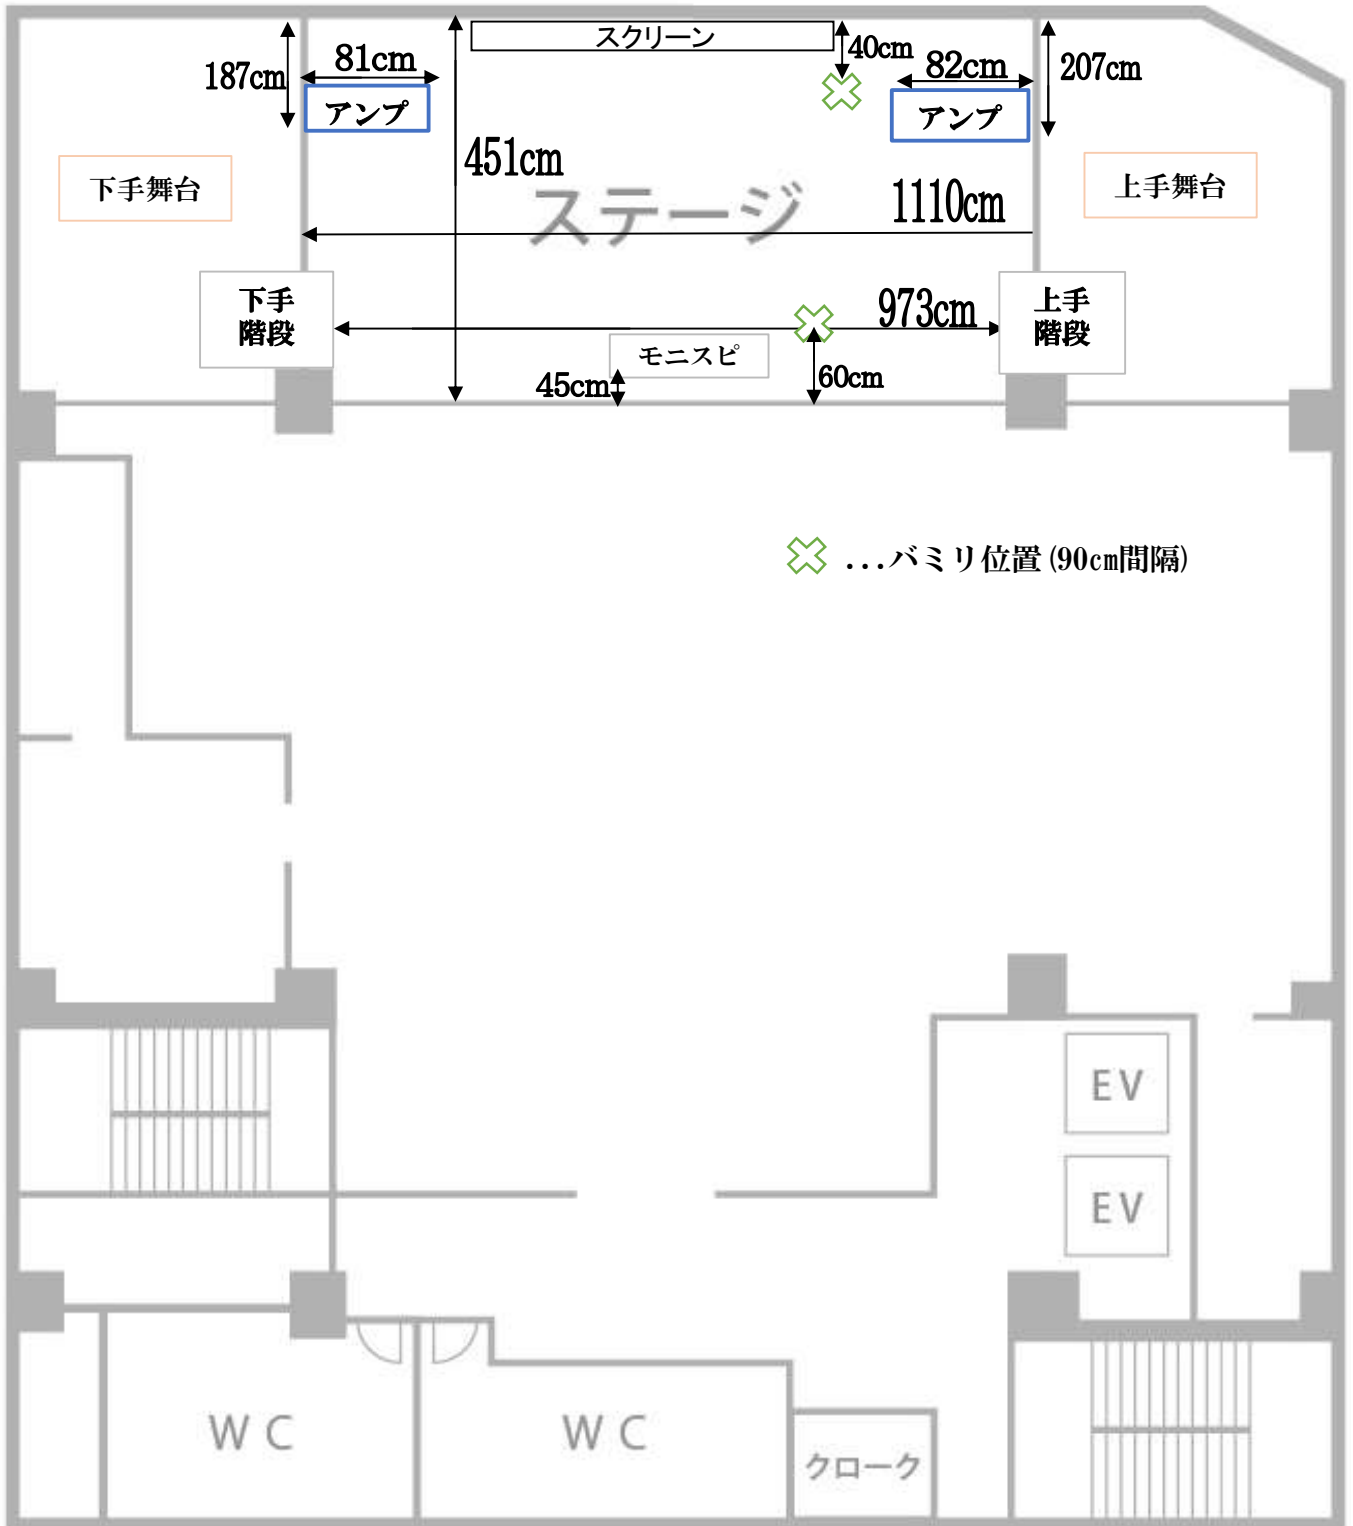 スクリーン
40cm
81cm
187cm
アンプ
82cm
207cm
アンプ
451cm
下手舞台
ステージ
1110cm
上手舞台
下手
階段
973cm
上手
階段
モニスピ
45cm
60cm
...バミリ位置(90cm間隔)
EV
EV
WC
WC
クローク